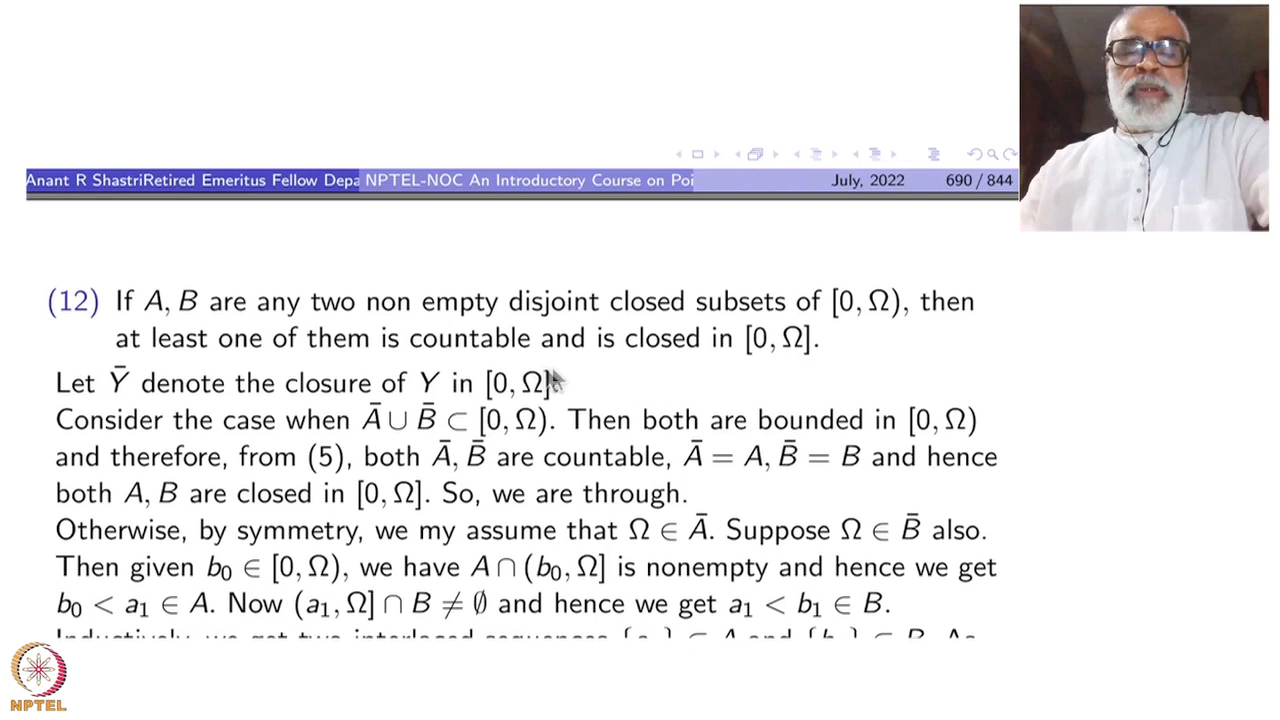 Anant R ShastriRetired Emeritus Fellow Depa NPTEL-NOC An Introductory Course on Poi July, 2022 690 / 844
(12) If A, B are any two non empty disjoint closed subsets of [0, Ω), then
at least one of them is countable and is closed in [0, Ω].
Let Ȳ denote the closure of Y in [0, Ω].
Consider the case when Ā ∪ B̄ ⊂ [0, Ω). Then both are bounded in [0, Ω)
and therefore, from (5), both Ā, B̄ are countable, Ā = A, B̄ = B and hence
both A, B are closed in [0, Ω]. So, we are through.
Otherwise, by symmetry, we my assume that Ω ∈ Ā. Suppose Ω ∈ B̄ also.
Then given b₀ ∈ [0, Ω), we have A ∩ (b₀, Ω] is nonempty and hence we get
b₀ < a₁ ∈ A. Now (a₁, Ω] ∩ B ≠ ∅ and hence we get a₁ < b₁ ∈ B.
NPTEL